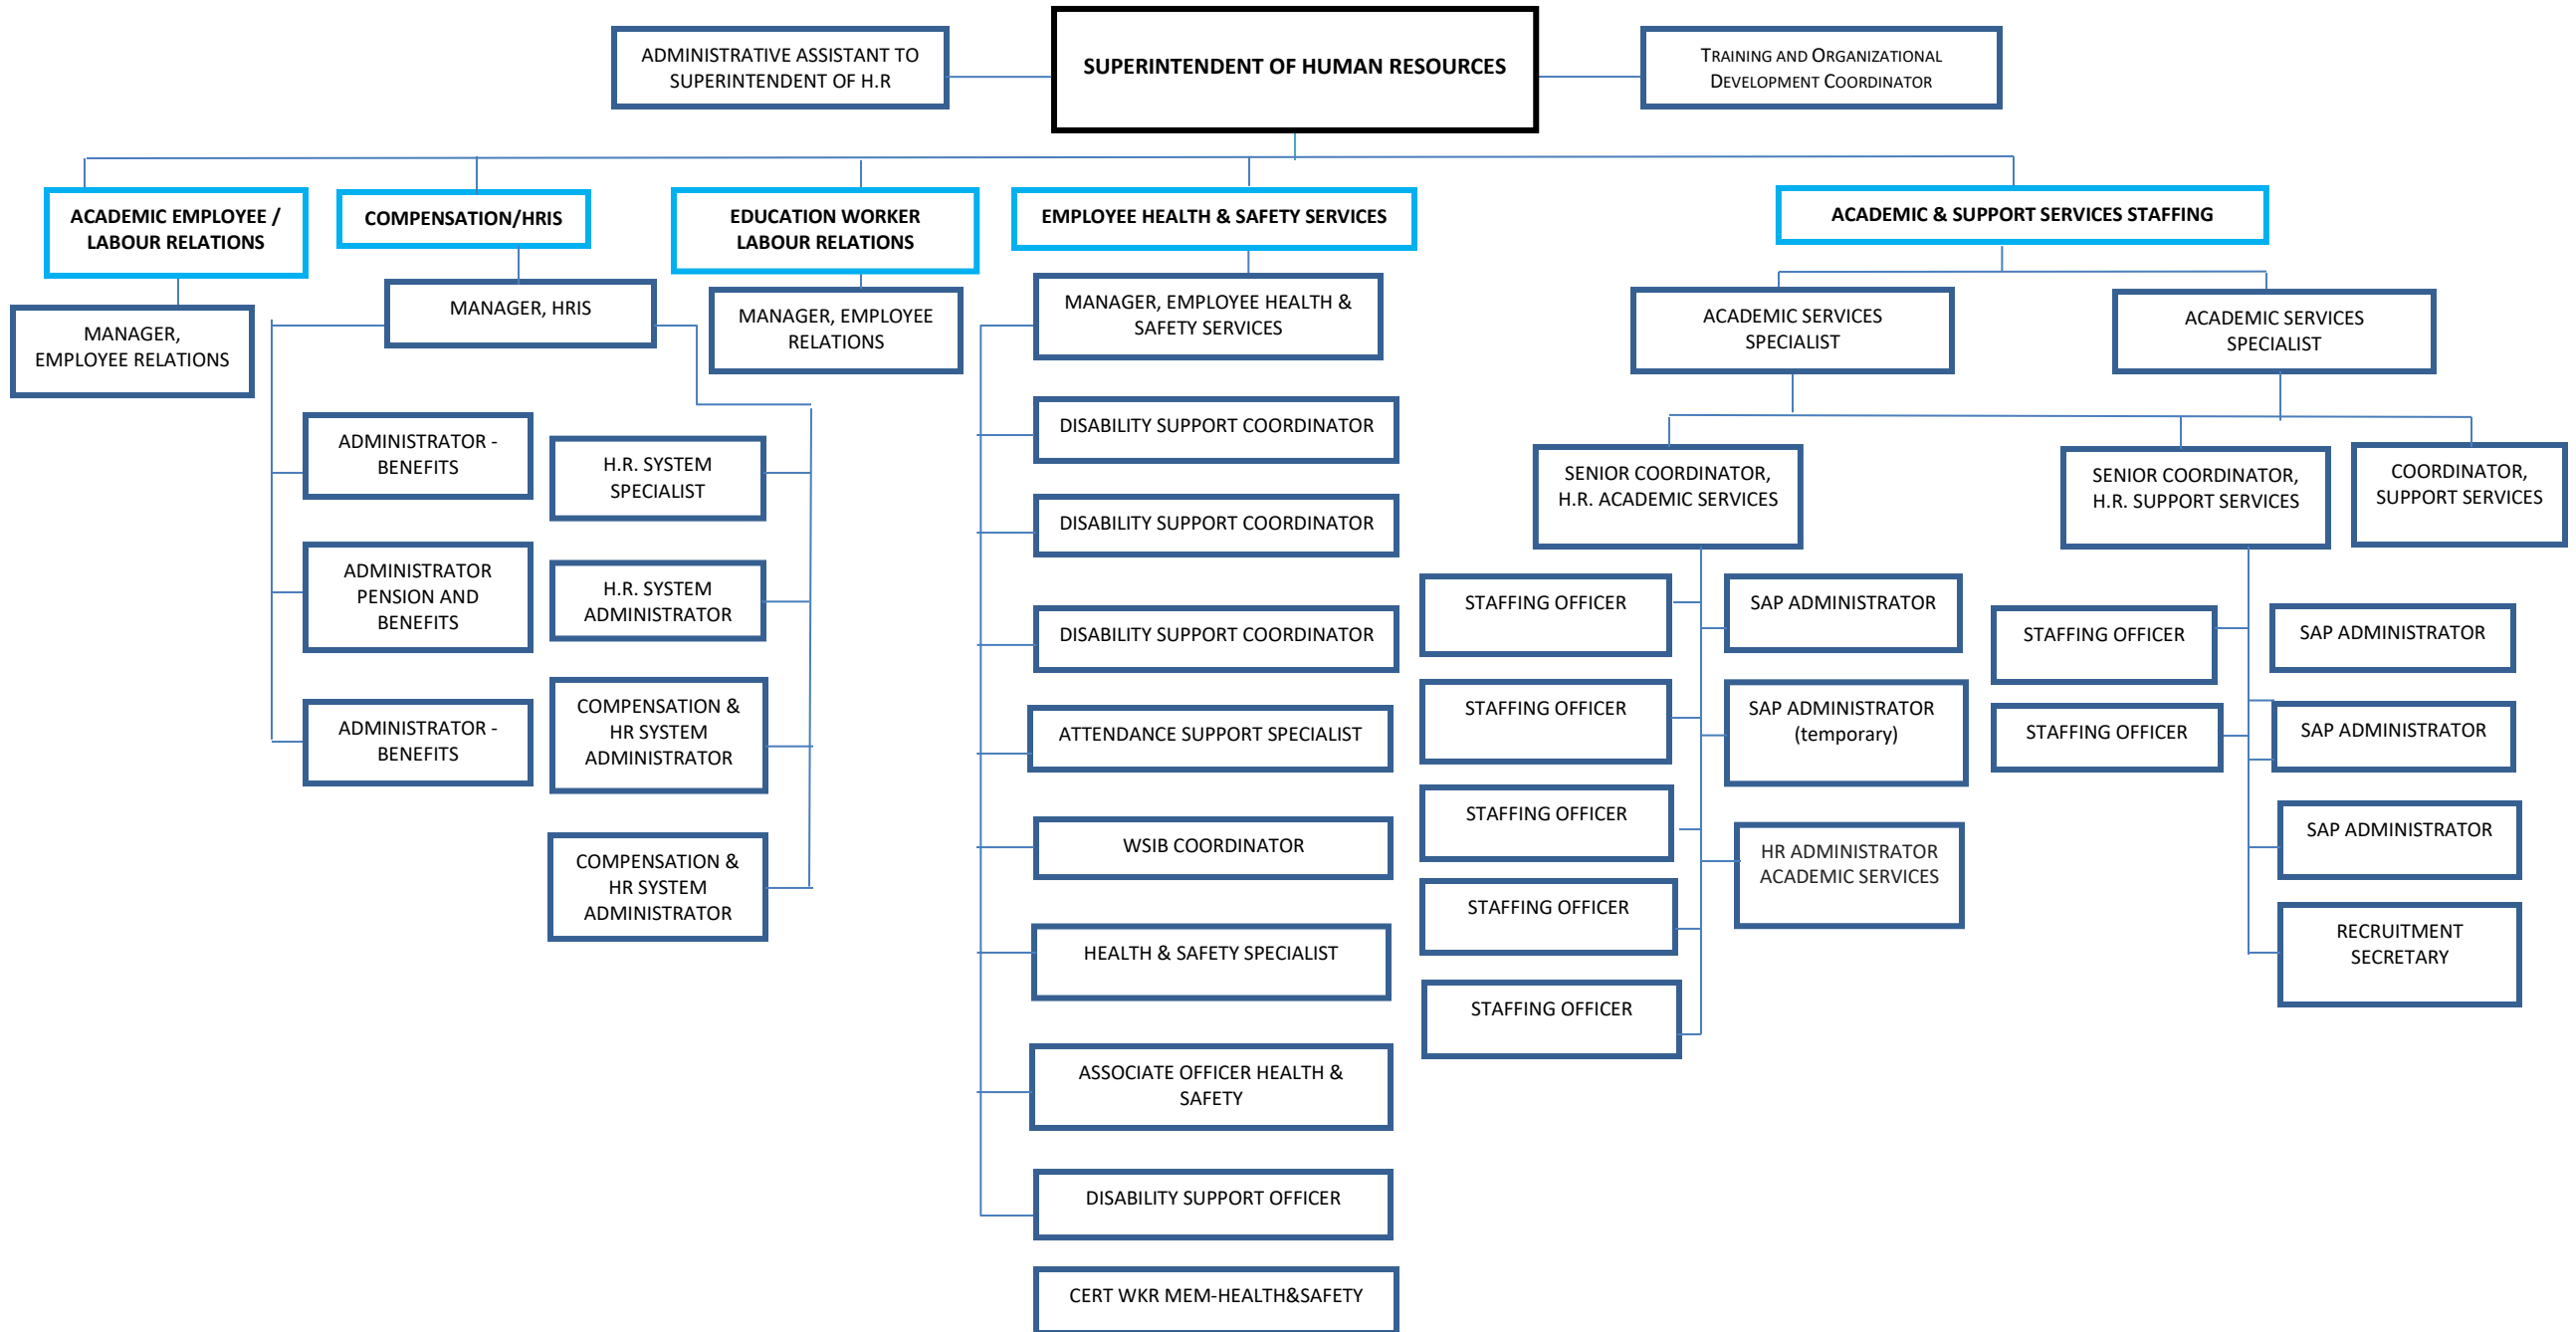 ADMINISTRATIVE ASSISTANT TO
SUPERINTENDENT OF H.R
SUPERINTENDENT OF HUMAN RESOURCES
TRAINING AND ORGANIZATIONAL
DEVELOPMENT COORDINATOR
ACADEMIC EMPLOYEE /
LABOUR RELATIONS
MANAGER,
EMPLOYEE RELATIONS
COMPENSATION/HRIS
MANAGER, HRIS
ADMINISTRATOR -
BENEFITS
ADMINISTRATOR
PENSION AND
BENEFITS
ADMINISTRATOR -
BENEFITS
H.R. SYSTEM
SPECIALIST
H.R. SYSTEM
ADMINISTRATOR
COMPENSATION &
HR SYSTEM
ADMINISTRATOR
COMPENSATION &
HR SYSTEM
ADMINISTRATOR
EDUCATION WORKER
LABOUR RELATIONS
MANAGER, EMPLOYEE
RELATIONS
EMPLOYEE HEALTH & SAFETY SERVICES
MANAGER, EMPLOYEE HEALTH &
SAFETY SERVICES
DISABILITY SUPPORT COORDINATOR
DISABILITY SUPPORT COORDINATOR
DISABILITY SUPPORT COORDINATOR
ATTENDANCE SUPPORT SPECIALIST
WSIB COORDINATOR
HEALTH & SAFETY SPECIALIST
ASSOCIATE OFFICER HEALTH &
SAFETY
DISABILITY SUPPORT OFFICER
CERT WKR MEM-HEALTH&SAFETY
ACADEMIC & SUPPORT SERVICES STAFFING
ACADEMIC SERVICES
SPECIALIST
ACADEMIC SERVICES
SPECIALIST
SENIOR COORDINATOR,
H.R. ACADEMIC SERVICES
STAFFING OFFICER
STAFFING OFFICER
STAFFING OFFICER
STAFFING OFFICER
STAFFING OFFICER
SAP ADMINISTRATOR
SAP ADMINISTRATOR
(temporary)
HR ADMINISTRATOR
ACADEMIC SERVICES
SENIOR COORDINATOR,
H.R. SUPPORT SERVICES
COORDINATOR,
SUPPORT SERVICES
STAFFING OFFICER
STAFFING OFFICER
SAP ADMINISTRATOR
SAP ADMINISTRATOR
SAP ADMINISTRATOR
RECRUITMENT
SECRETARY